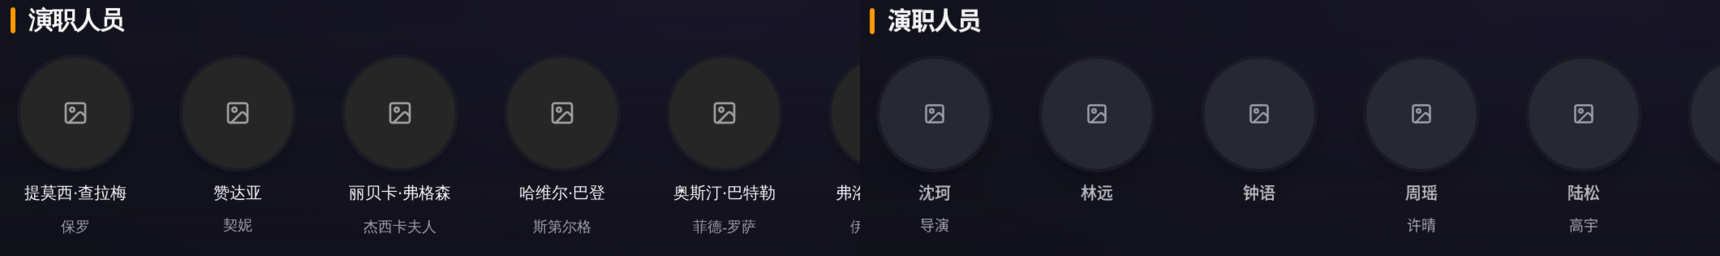 演职人员
提莫西·查拉梅 赞达亚 丽贝卡·弗格森 哈维尔·巴登 奥斯汀·巴特勒
保罗 契妮 杰西卡夫人 斯第尔格 菲德-罗萨
演职人员
沈珂 林远 钟语 周瑶 陆松
导演 许晴 高宇